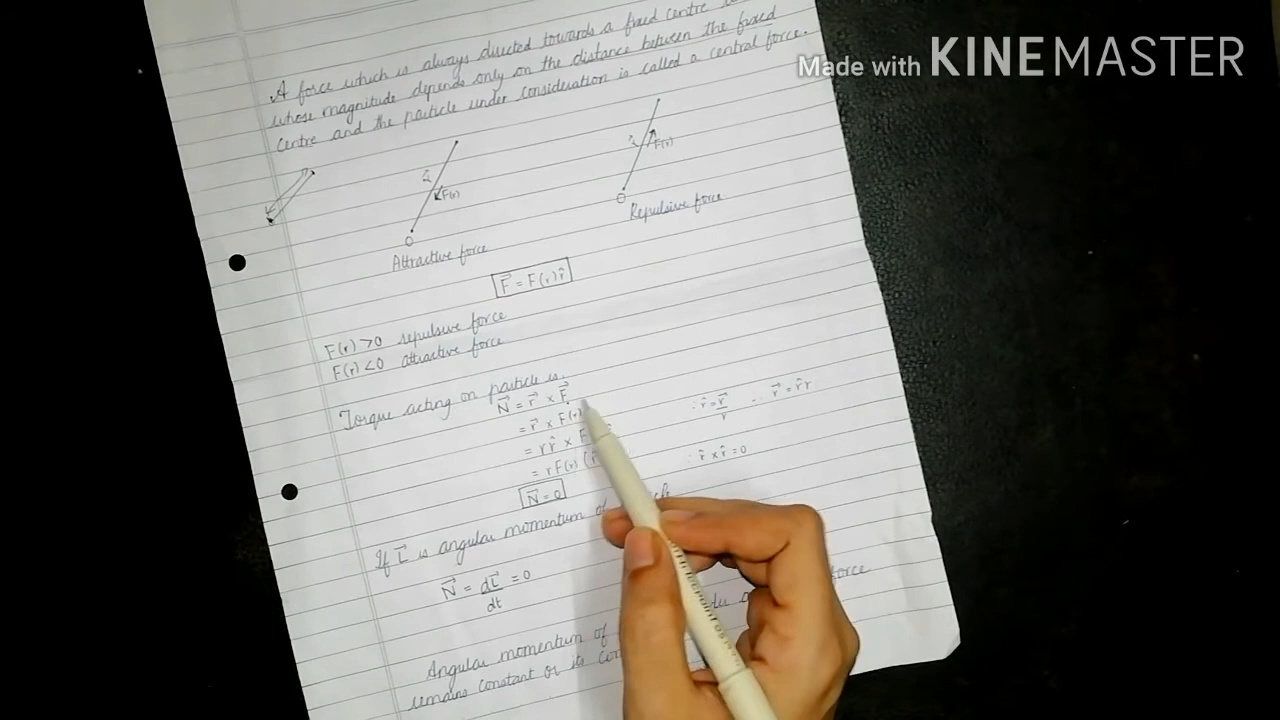 A force which is always directed towards a fixed centre
whose magnitude depends only on the distance between the fixed
centre and the particle under consideration is called a central force.
Made with KINEMASTER
r̂
F(r)
O
Attractive force
r̂
F(r)
O
Repulsive force
F⃗ = F(r) r̂
F(r) >0 repulsive force
F(r) <0 attractive force
Torque acting on particle is,
N⃗ = r⃗ × F⃗
= r⃗ × F(r)
= r r̂ × F
= r F(r) (r̂
∵ r̂ = r⃗/r ∴ r⃗ = r̂ r
∵ r̂ × r̂ = 0
N⃗ = 0
If L⃗ is angular momentum of
N⃗ = dL⃗/dt = 0
Angular momentum of force
remains constant or its